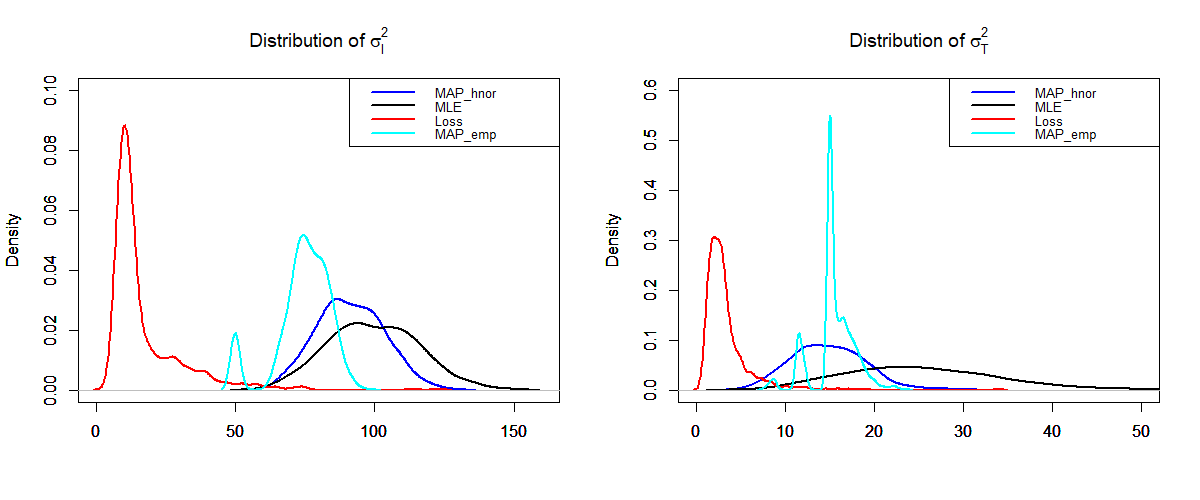 Distribution of σ_I^2
Density
0.00 0.02 0.04 0.06 0.08 0.10
0 50 100 150
MAP_hnor
MLE
Loss
MAP_emp
Distribution of σ_T^2
Density
0.0 0.1 0.2 0.3 0.4 0.5 0.6
0 10 20 30 40 50
MAP_hnor
MLE
Loss
MAP_emp